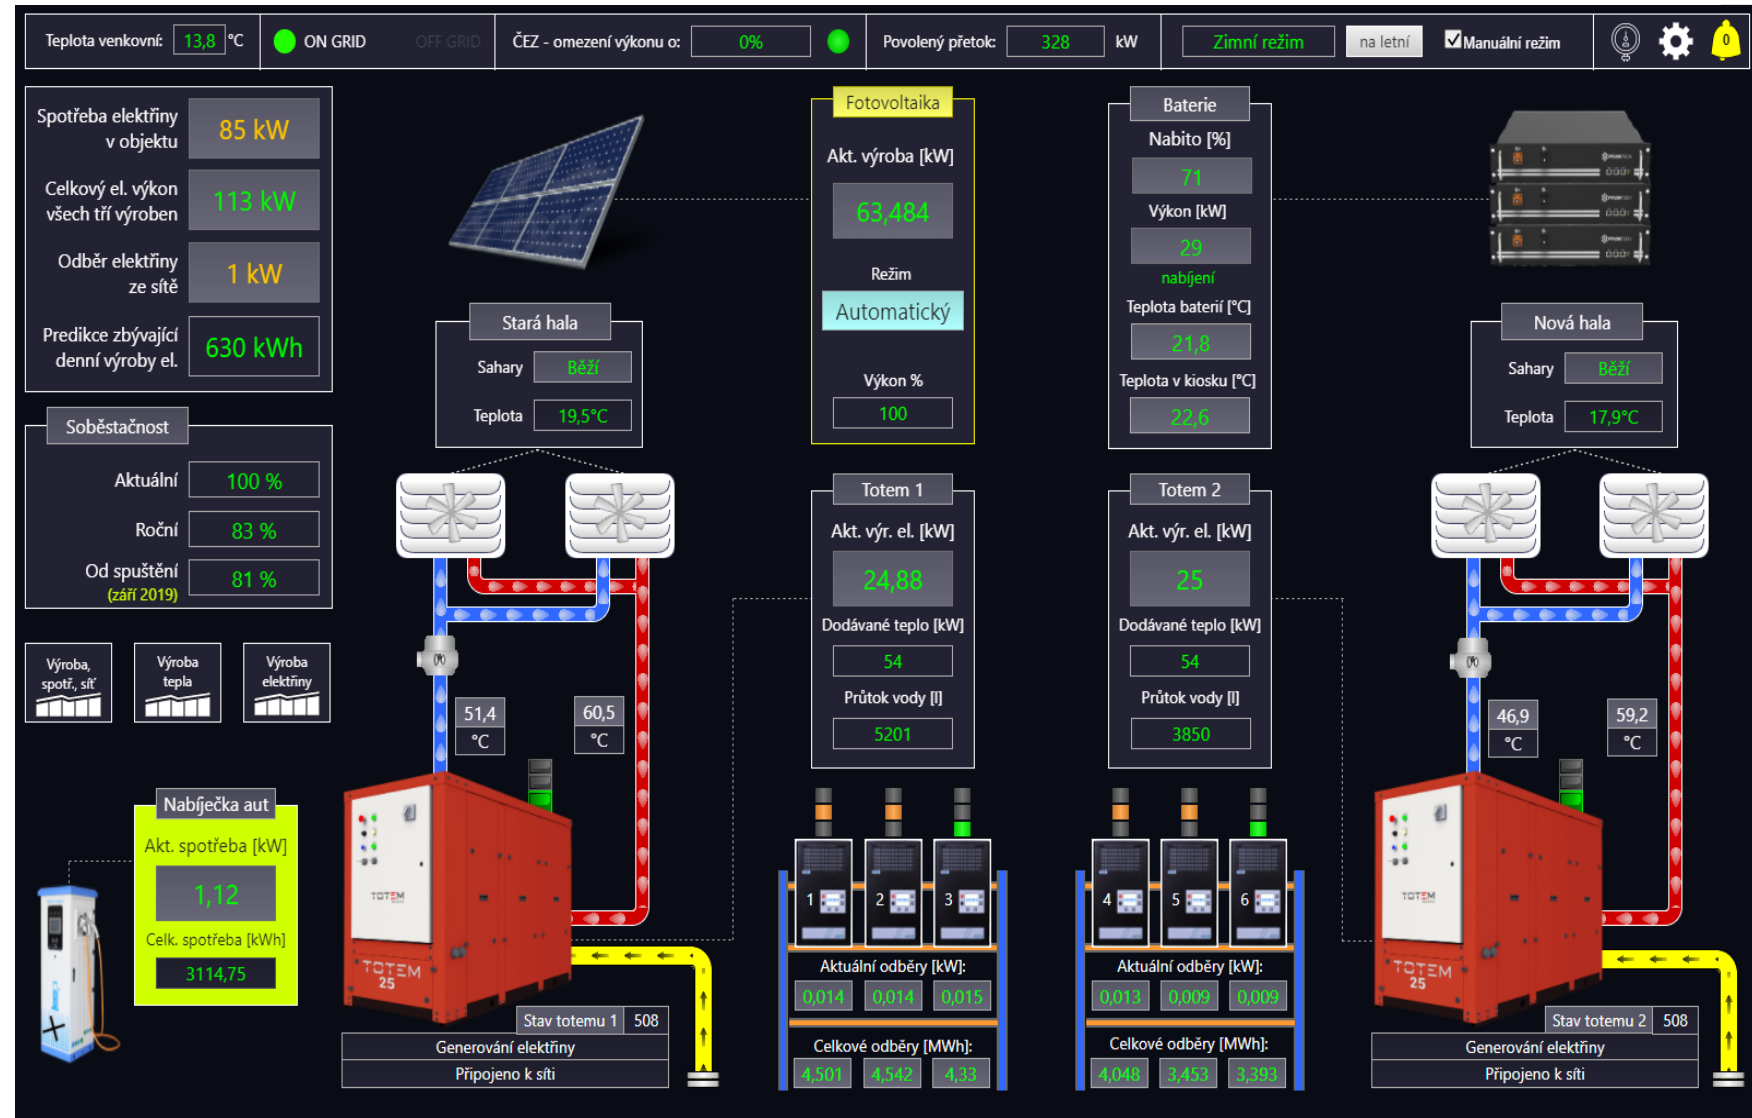 Teplota venkovní: 13,8 °C
ON GRID
OFF GRID
ČEZ - omezení výkonu o: 0%
Povolený přetok: 328 kW
Zimní režim
na letní
Manuální režim
0
Spotřeba elektřiny
v objektu
85 kW
Celkový el. výkon
všech tří výroben
113 kW
Odběr elektřiny
ze sítě
1 kW
Predikce zbývající
denní výroby el.
630 kWh
Soběstačnost
Aktuální 100 %
Roční 83 %
Od spuštění
(září 2019)
81 %
Výroba,
spotř., síť
Výroba
tepla
Výroba
elektřiny
Nabíječka aut
Akt. spotřeba [kW]
1,12
Celk. spotřeba [kWh]
3114,75
Stará hala
Sahary Běží
Teplota 19,5°C
51,4
°C
60,5
°C
TOTEM
TOTEM
25
Stav totemu 1 508
Generování elektřiny
Připojeno k síti
Fotovoltaika
Akt. výroba [kW]
63,484
Režim
Automatický
Výkon %
100
Baterie
Nabito [%]
71
Výkon [kW]
29
nabíjení
Teplota baterií [°C]
21,8
Teplota v kiosku [°C]
22,6
Totem 1
Akt. výr. el. [kW]
24,88
Dodávané teplo [kW]
54
Průtok vody [l]
5201
Totem 2
Akt. výr. el. [kW]
25
Dodávané teplo [kW]
54
Průtok vody [l]
3850
1 2 3
Aktuální odběry [kW]:
0,014 0,014 0,015
Celkové odběry [MWh]:
4,501 4,542 4,33
4 5 6
Aktuální odběry [kW]:
0,013 0,009 0,009
Celkové odběry [MWh]:
4,048 3,453 3,393
Nová hala
Sahary Běží
Teplota 17,9°C
46,9
°C
59,2
°C
TOTEM
TOTEM
25
Stav totemu 2 508
Generování elektřiny
Připojeno k síti